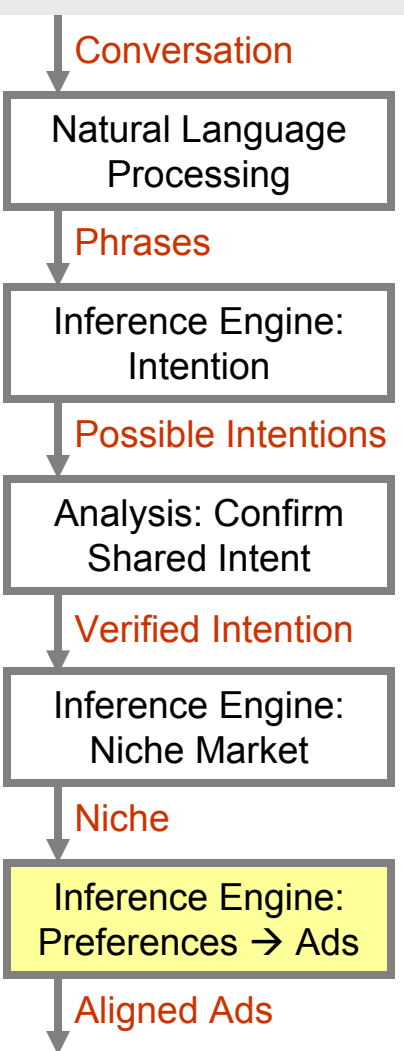 Conversation
Natural Language
Processing
Phrases
Inference Engine:
Intention
Possible Intentions
Analysis: Confirm
Shared Intent
Verified Intention
Inference Engine:
Niche Market
Niche
Inference Engine:
Preferences → Ads
Aligned Ads